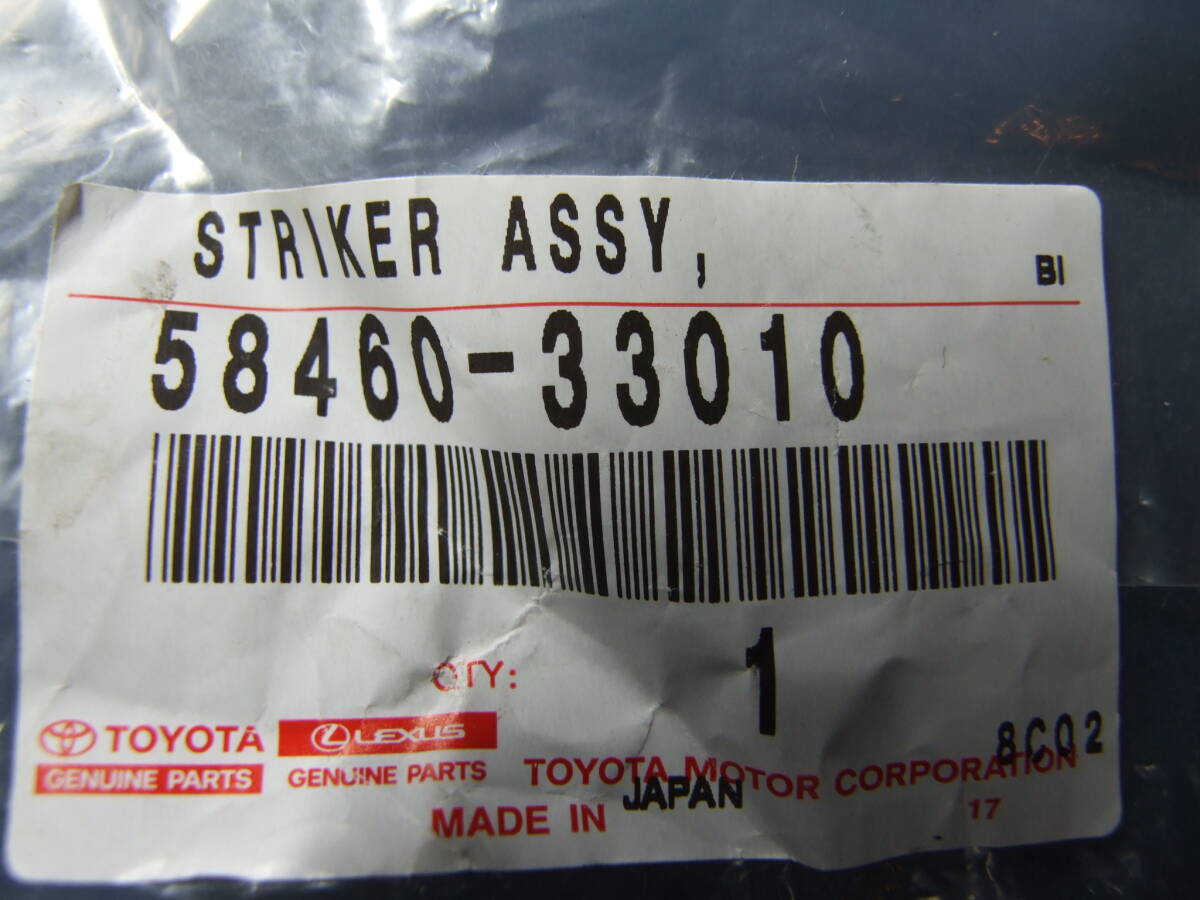 STRIKER ASSY,
BI
58460-33010
QTY: 1
TOYOTA LEXUS 8C02
GENUINE PARTS GENUINE PARTS TOYOTA MOTOR CORPORATION
MADE IN JAPAN 17